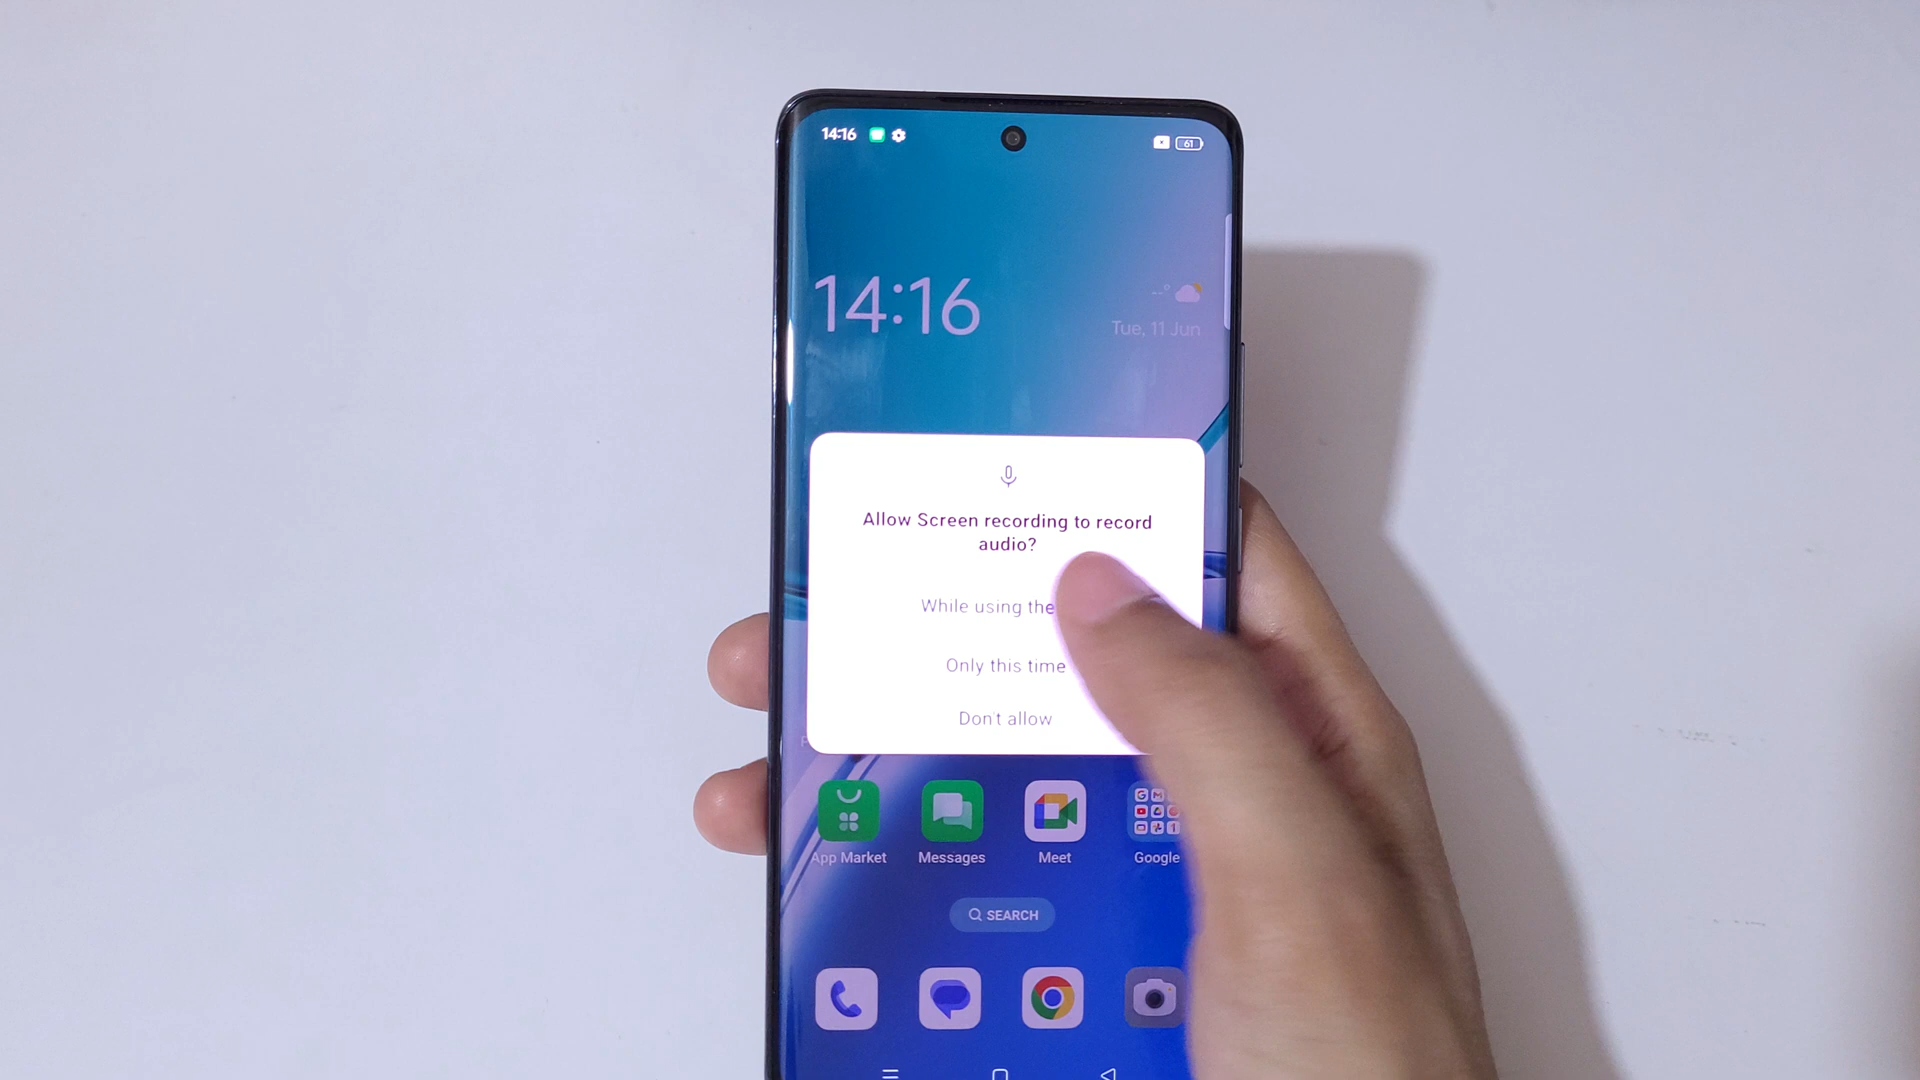 14:16
61
14:16
Tue, 11 Jun
Allow Screen recording to record
audio?
While using the
Only this time
Don't allow
App Market
Messages
Meet
Google
SEARCH